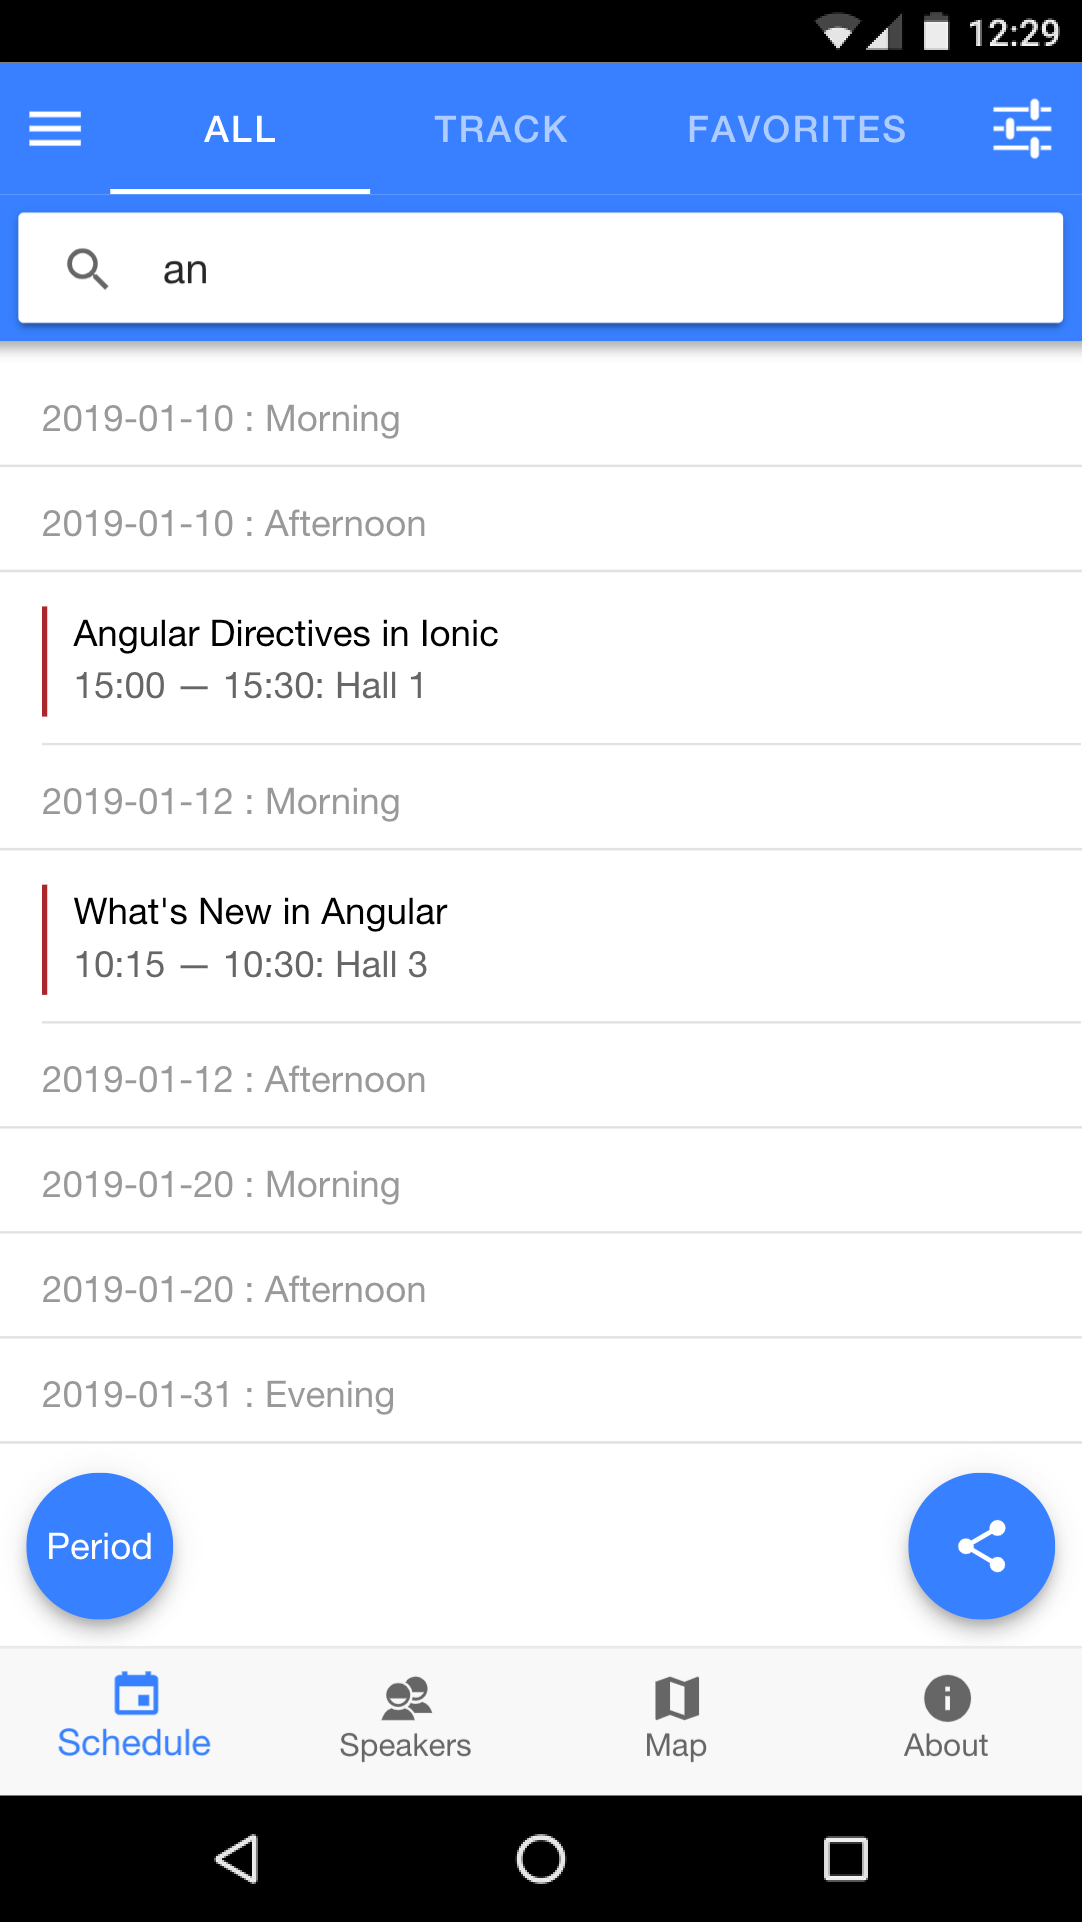 12:29
ALL TRACK FAVORITES
an
2019-01-10 : Morning
2019-01-10 : Afternoon
Angular Directives in Ionic
15:00 — 15:30: Hall 1
2019-01-12 : Morning
What's New in Angular
10:15 — 10:30: Hall 3
2019-01-12 : Afternoon
2019-01-20 : Morning
2019-01-20 : Afternoon
2019-01-31 : Evening
Period
Schedule Speakers Map About